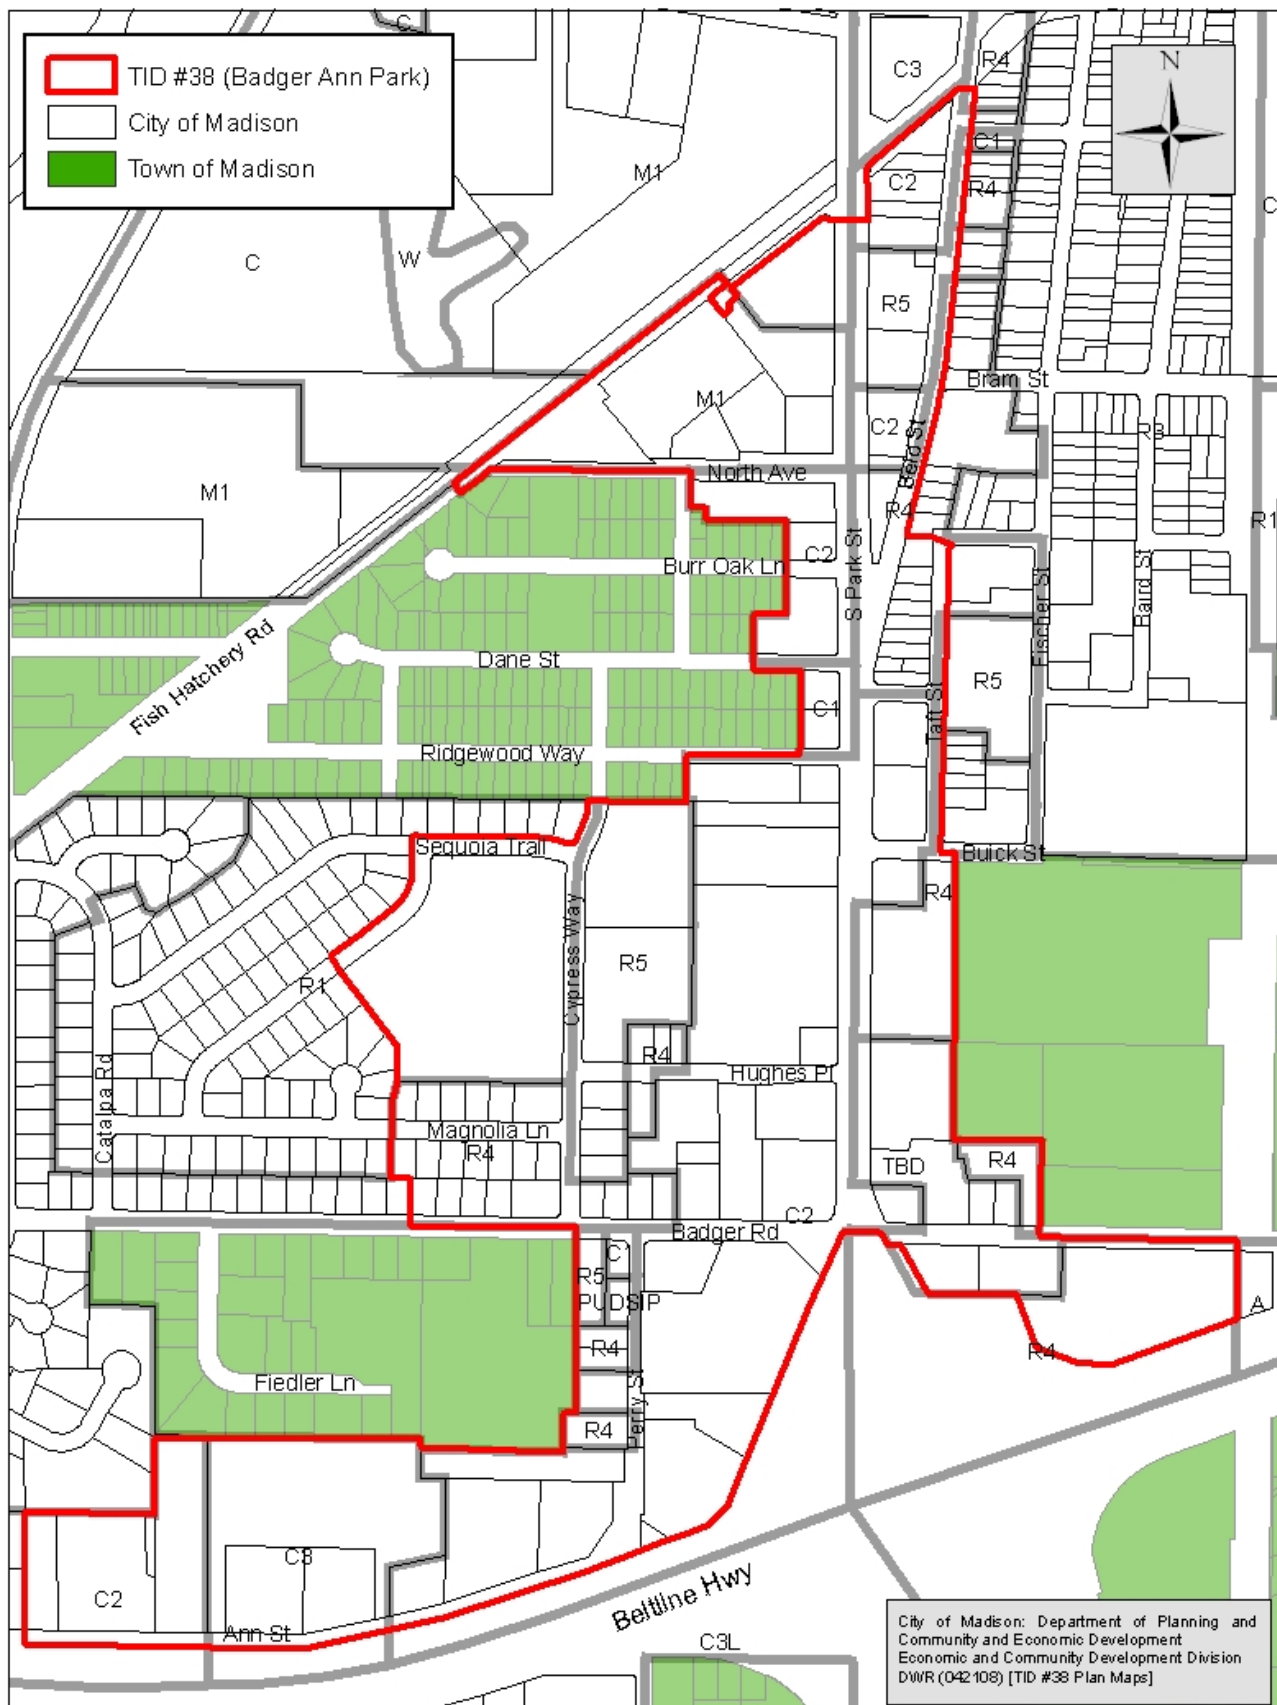 TID #38 (Badger Ann Park)
City of Madison
Town of Madison
N
C
C3
R4
M1
C1
C2
R4
C
C
W
R5
Bram St
M1
C2
R3
Berd St
North Ave
M1
R4
R1
C2
Burr Oak Ln
S Park St
Baird St
Fischer St
Dane St
Fish Hatchery Rd
R5
C1
Taft St
Ridgewood Way
Sequoia Trail
Buick St
R4
Cypress Way
R5
R1
R4
Catalpa Rd
Hughes Pl
Magnolia Ln
R4
TBD
R4
C2
Badger Rd
R5
PUDSIP
A
R4
R4
Fiedler Ln
Perry St
R4
C3
C2
Beltline Hwy
Ann St
C3L
City of Madison: Department of Planning and
Community and Economic Development
Economic and Community Development Division
DWR (042108) [TID #38 Plan Maps]